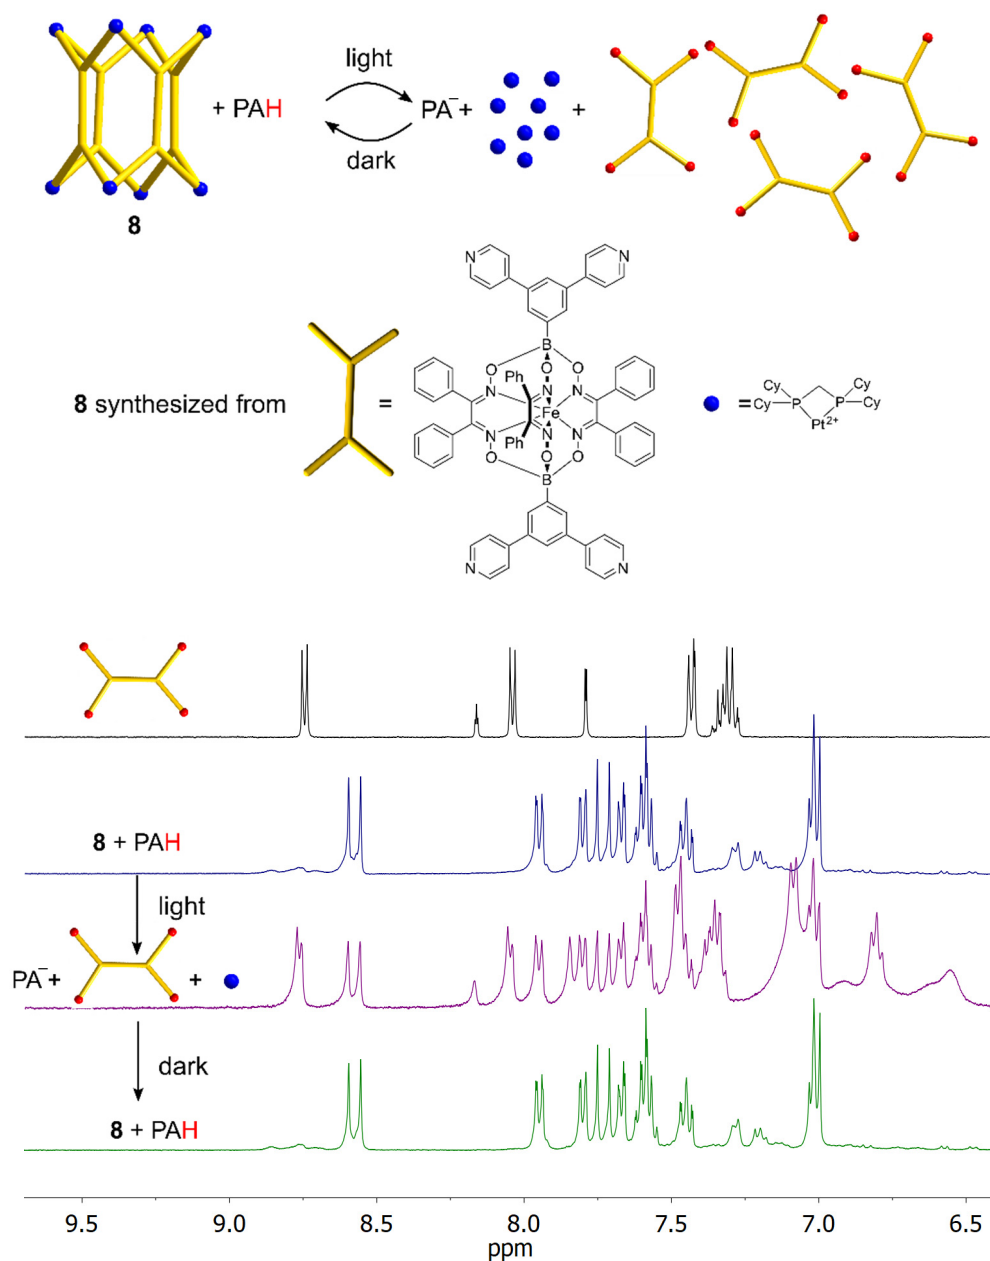 light
+ PAH
PA⁻ + +
dark
8
N N
B
O O O
Ph
N N N
8 synthesized from = Fe
N N N
Ph
O O O
B
N N
= Cy Cy
Cy P P Cy
Pt²⁺
8 + PAH
light
PA⁻ + +
dark
8 + PAH
9.5 9.0 8.5 8.0 7.5 7.0 6.5
ppm